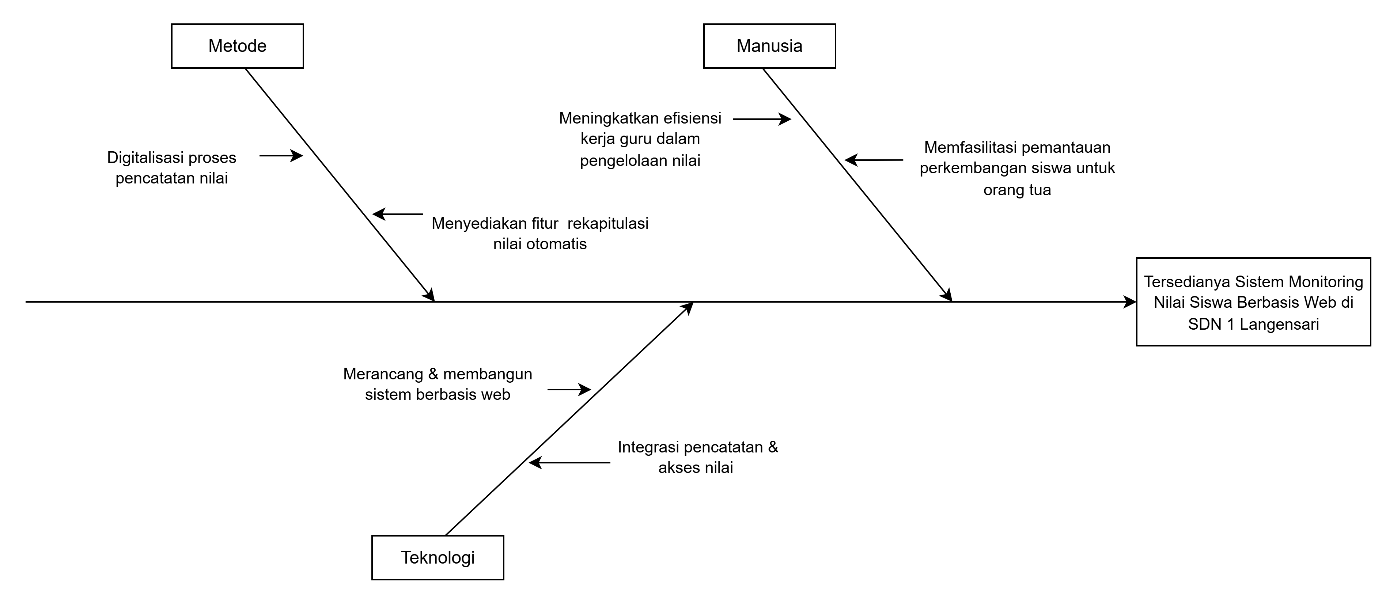 Metode
Manusia
Digitalisasi proses
pencatatan nilai
Menyediakan fitur  rekapitulasi
nilai otomatis
Meningkatkan efisiensi
kerja guru dalam
pengelolaan nilai
Memfasilitasi pemantauan
perkembangan siswa untuk
orang tua
Tersedianya Sistem Monitoring
Nilai Siswa Berbasis Web di
SDN 1 Langensari
Merancang & membangun
sistem berbasis web
Integrasi pencatatan &
akses nilai
Teknologi